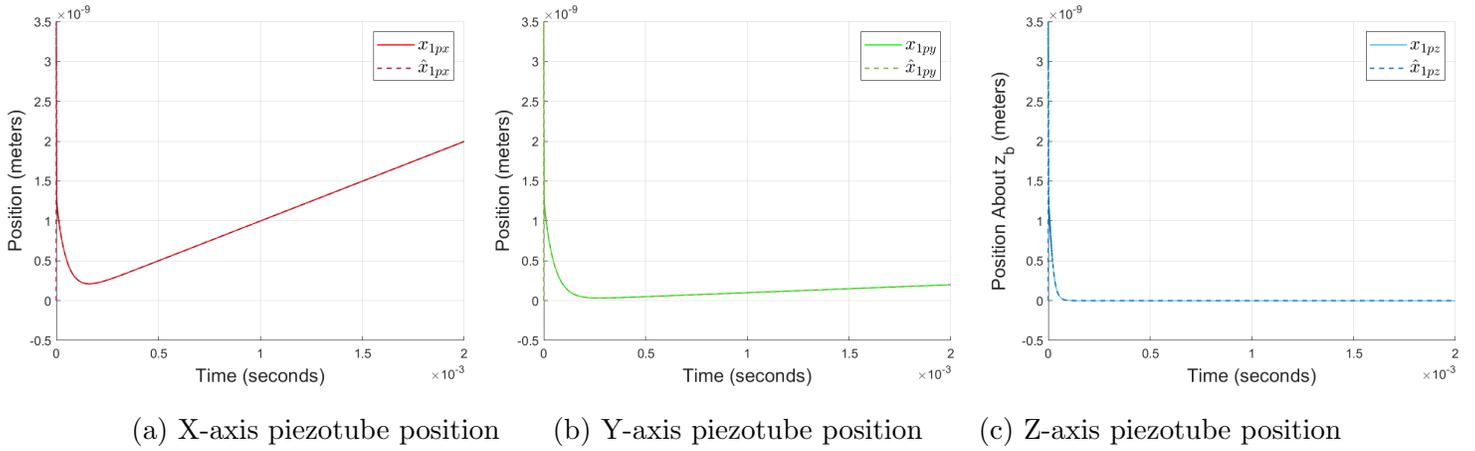 ×10⁻⁹
3.5
3
2.5
2
1.5
1
0.5
0
-0.5
0 0.5 1 1.5 2
×10⁻³
Position (meters)
Time (seconds)
x₁ₚₓ
x̂₁ₚₓ
(a) X-axis piezotube position
×10⁻⁹
3.5
3
2.5
2
1.5
1
0.5
0
-0.5
0 0.5 1 1.5 2
×10⁻³
Position (meters)
Time (seconds)
x_{1py}
x̂_{1py}
(b) Y-axis piezotube position
×10⁻⁹
3.5
3
2.5
2
1.5
1
0.5
0
-0.5
0 0.5 1 1.5 2
×10⁻³
Position About z_b (meters)
Time (seconds)
x_{1pz}
x̂_{1pz}
(c) Z-axis piezotube position